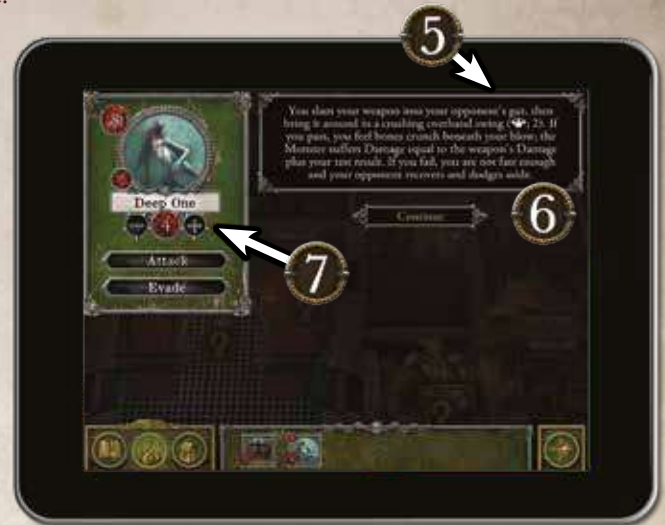 5
You slam your weapon into your opponent's gut, then
bring it around in a crushing overhand swing ( ; 2). If
you pass, you feel bones crunch beneath your blow; the
Monster suffers Damage equal to the weapon's Damage
plus your test result. If you fail, you are not fast enough
and your opponent recovers and dodges aside.
Deep One
4
Continue
6
7
Attack
Evade